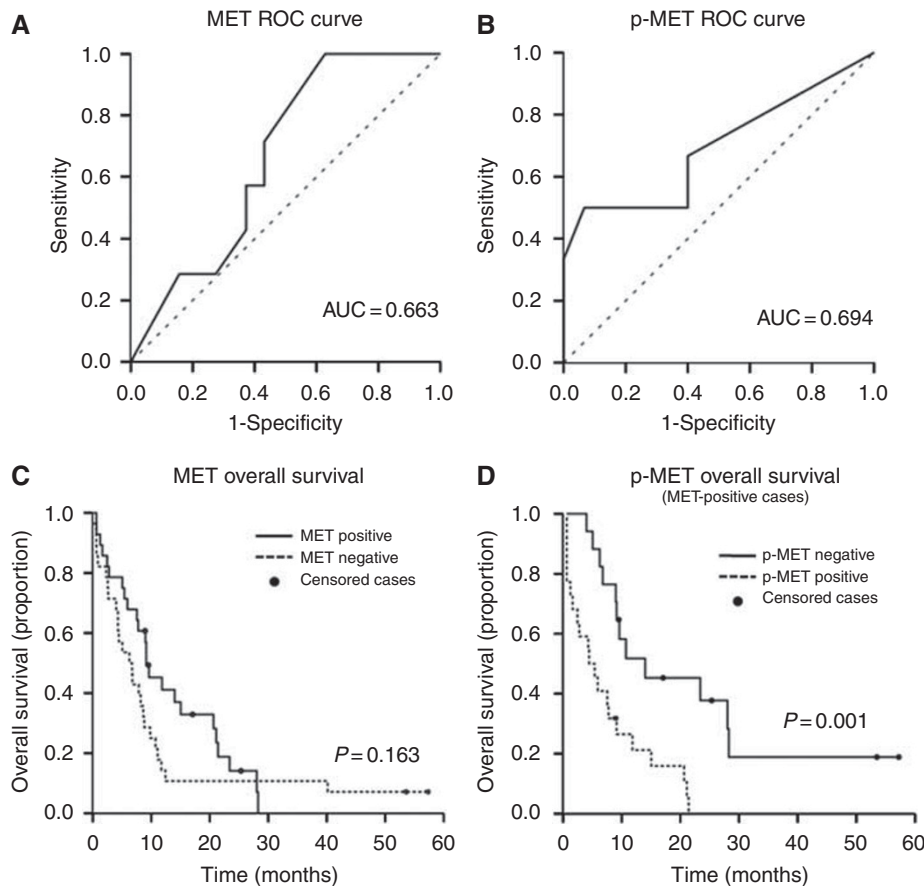 A
MET ROC curve
1.0
0.8
0.6
0.4
0.2
0.0
Sensitivity
AUC = 0.663
0.0 0.2 0.4 0.6 0.8 1.0
1-Specificity
B
p-MET ROC curve
1.0
0.8
0.6
0.4
0.2
0.0
Sensitivity
AUC = 0.694
0.0 0.2 0.4 0.6 0.8 1.0
1-Specificity
C
MET overall survival
1.0
0.8
0.6
0.4
0.2
0.0
Overall survival (proportion)
MET positive
MET negative
Censored cases
P = 0.163
0 10 20 30 40 50 60
Time (months)
D
p-MET overall survival
(MET-positive cases)
1.0
0.8
0.6
0.4
0.2
0.0
Overall survival (proportion)
p-MET negative
p-MET positive
Censored cases
P = 0.001
0 10 20 30 40 50 60
Time (months)